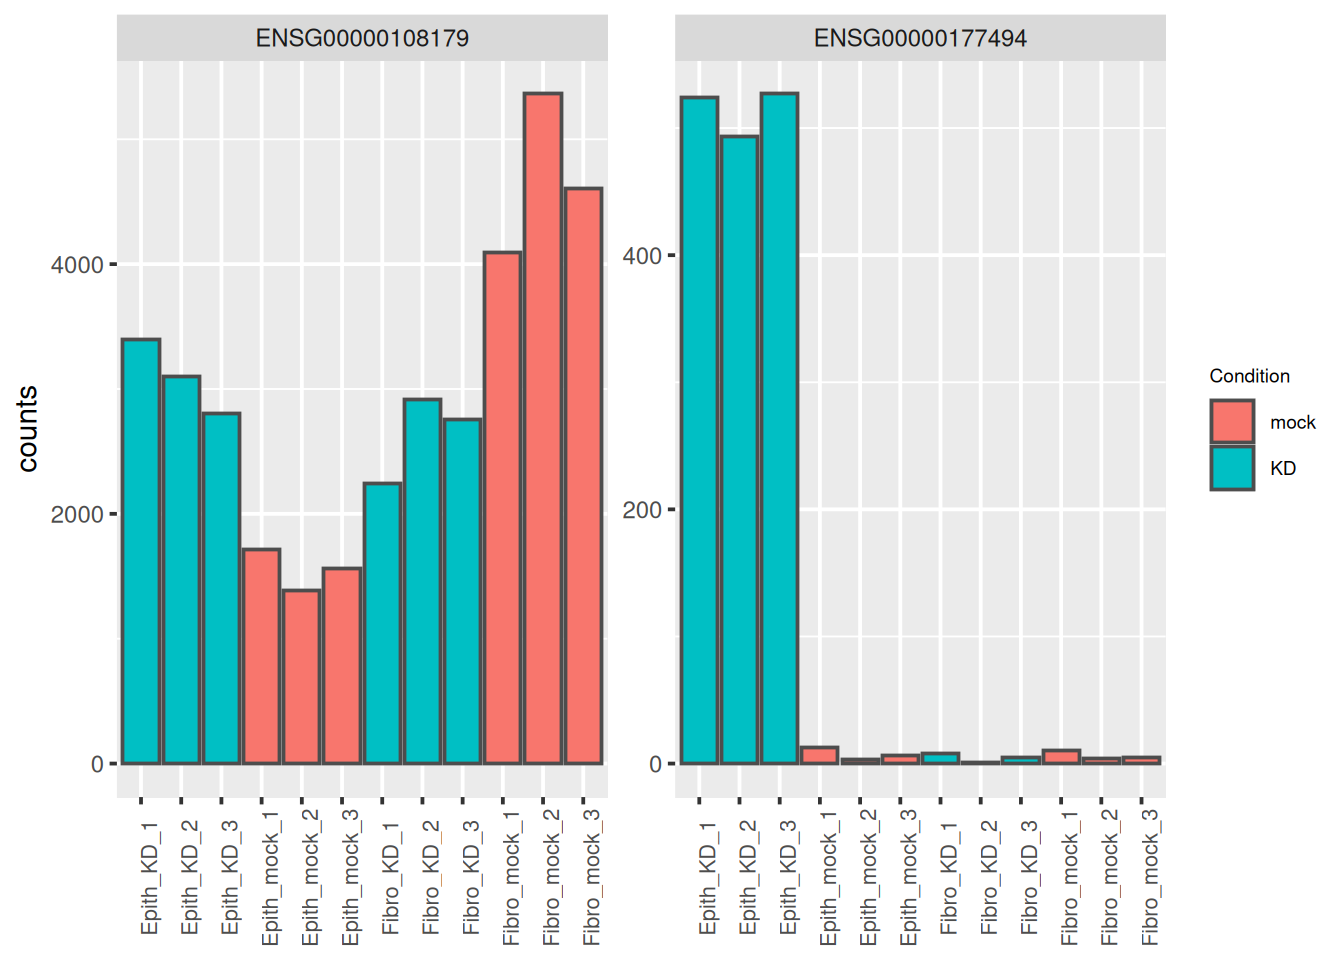 ENSG00000108179
ENSG00000177494
counts
4000
2000
0
400
200
0
Epith_KD_1
Epith_KD_2
Epith_KD_3
Epith_mock_1
Epith_mock_2
Epith_mock_3
Fibro_KD_1
Fibro_KD_2
Fibro_KD_3
Fibro_mock_1
Fibro_mock_2
Fibro_mock_3
Epith_KD_1
Epith_KD_2
Epith_KD_3
Epith_mock_1
Epith_mock_2
Epith_mock_3
Fibro_KD_1
Fibro_KD_2
Fibro_KD_3
Fibro_mock_1
Fibro_mock_2
Fibro_mock_3
Condition
mock
KD